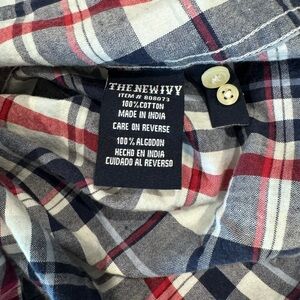 THE NEW IVY
ITEM # 808073
100% COTTON
MADE IN INDIA
CARE ON REVERSE
100% ALGODON
HECHO EN INDIA
CUIDADO AL REVERSO